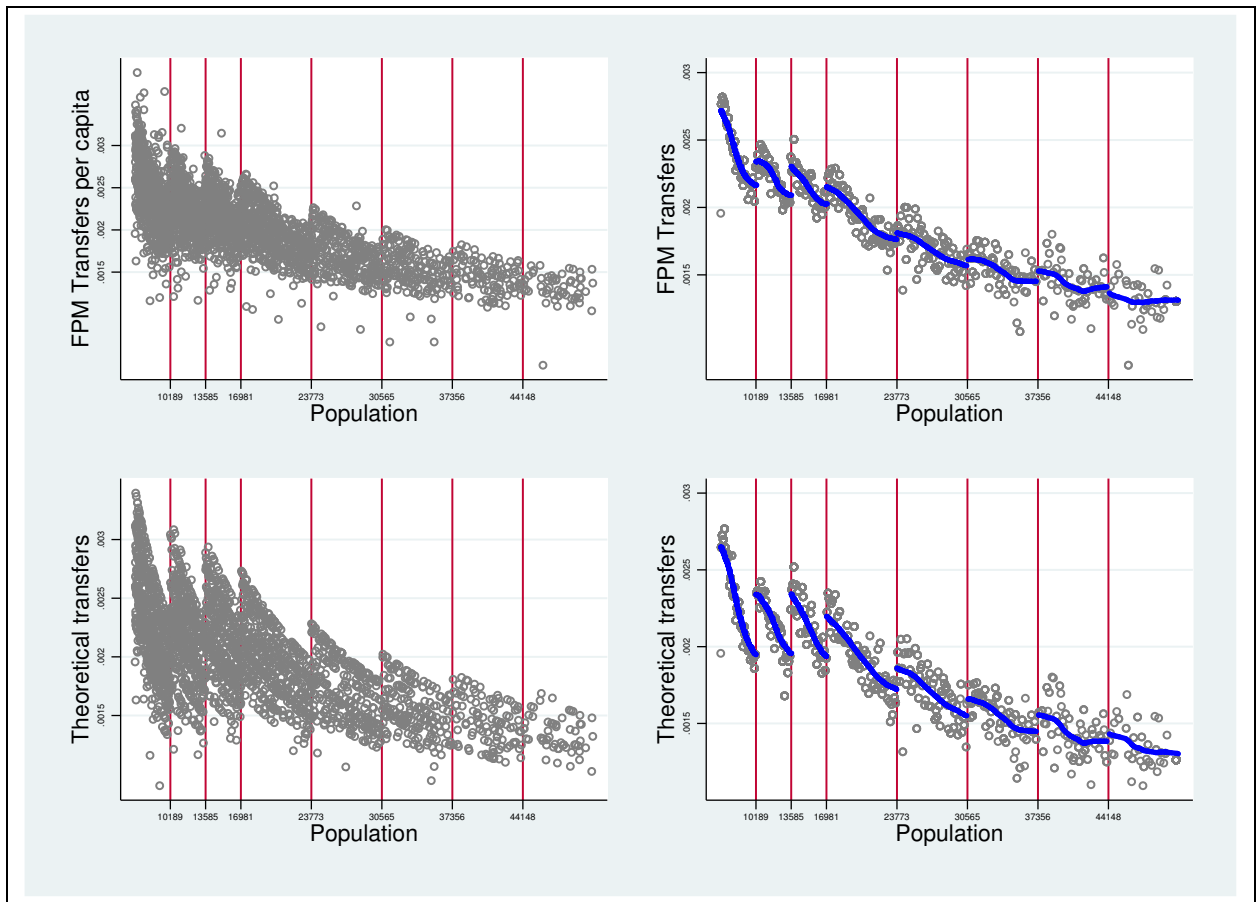 FPM Transfers per capita
.003
.0025
.002
.0015
10189 13585 16981 23773 30565 37356 44148
Population
FPM Transfers
.003
.0025
.002
.0015
10189 13585 16981 23773 30565 37356 44148
Population
Theoretical transfers
.003
.0025
.002
.0015
10189 13585 16981 23773 30565 37356 44148
Population
Theoretical transfers
.003
.0025
.002
.0015
10189 13585 16981 23773 30565 37356 44148
Population